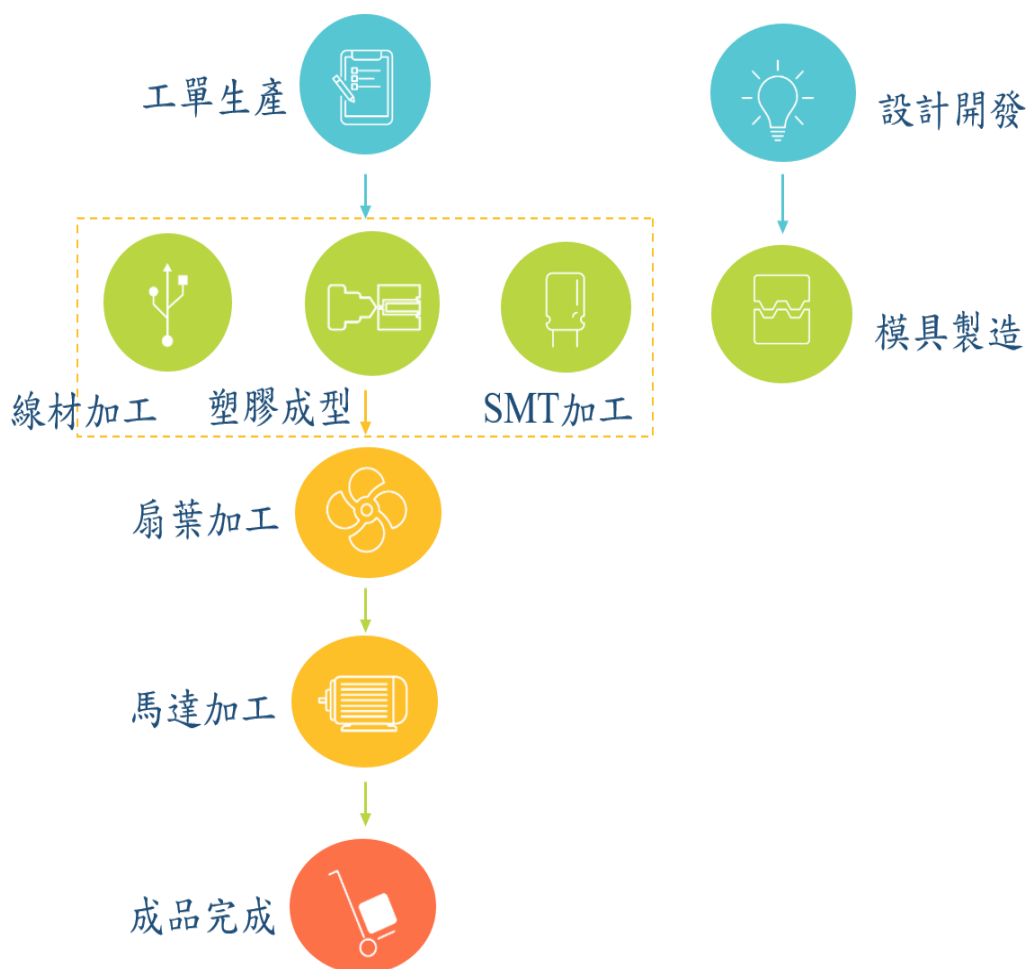 工單生產
設計開發
線材加工
塑膠成型
SMT加工
模具製造
扇葉加工
馬達加工
成品完成